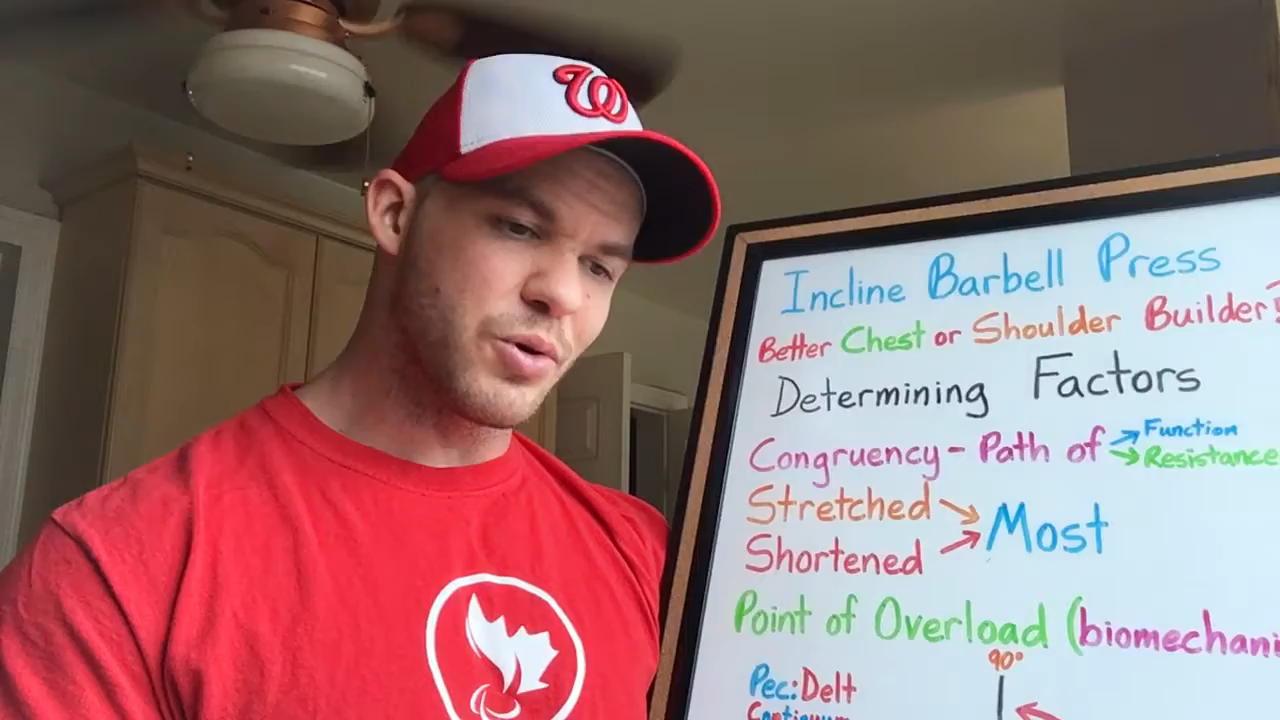 W
Incline Barbell Press
Better Chest or Shoulder Builder?
Determining Factors
Congruency - Path of → Function
→ Resistance
Stretched
Shortened → Most
Point of Overload (biomechani
90°
Pec:Delt
Continuum